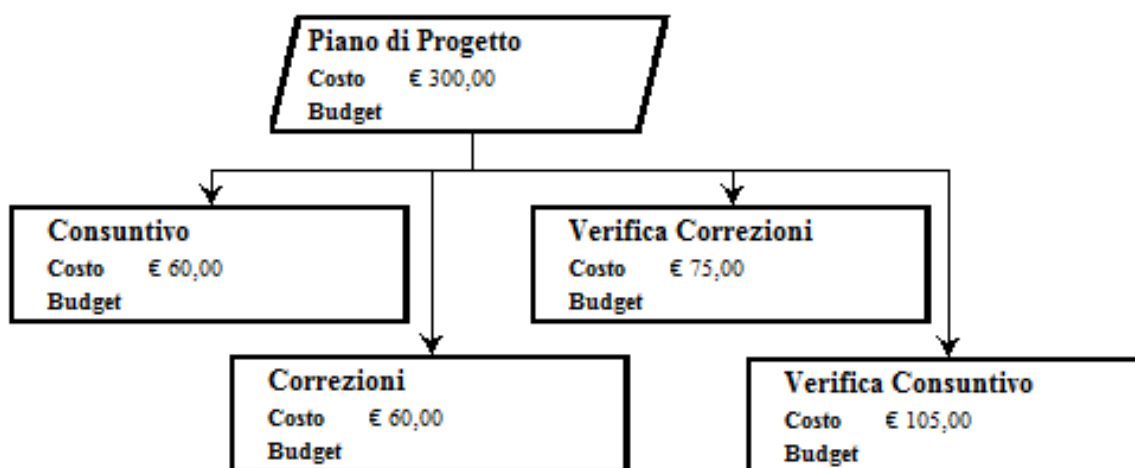 Piano di Progetto
Costo € 300,00
Budget
Consuntivo
Costo € 60,00
Budget
Verifica Correzioni
Costo € 75,00
Budget
Correzioni
Costo € 60,00
Budget
Verifica Consuntivo
Costo € 105,00
Budget